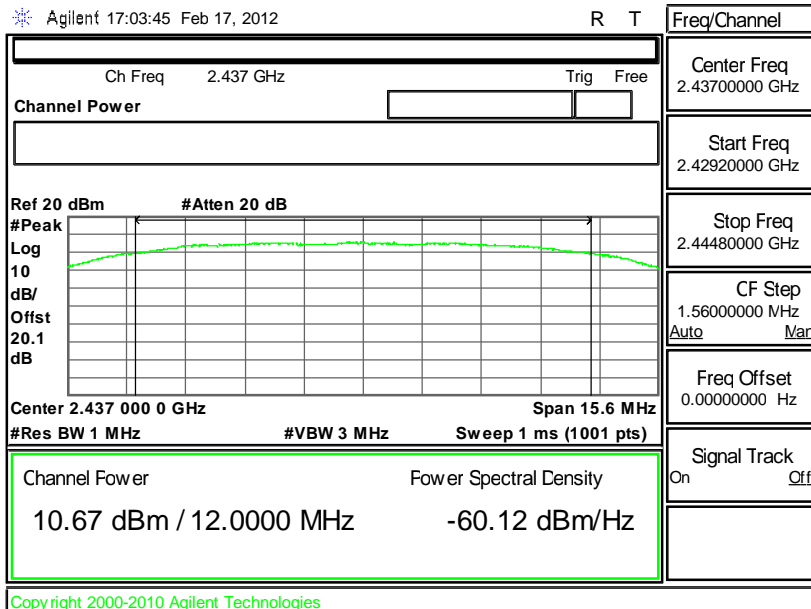 Agilent 17:03:45 Feb 17, 2012 R T
Ch Freq 2.437 GHz Trig Free
Channel Power
Ref 20 dBm #Atten 20 dB
#Peak
Log
10
dB/
Offst
20.1
dB
Center 2.437 000 0 GHz Span 15.6 MHz
#Res BW 1 MHz #VBW 3 MHz Sweep 1 ms (1001 pts)
Channel Power Power Spectral Density
10.67 dBm / 12.0000 MHz -60.12 dBm/Hz
Copyright 2000-2010 Agilent Technologies
Freq/Channel
Center Freq
2.43700000 GHz
Start Freq
2.42920000 GHz
Stop Freq
2.44480000 GHz
CF Step
1.56000000 MHz
Auto Man
Freq Offset
0.00000000 Hz
Signal Track
On Off